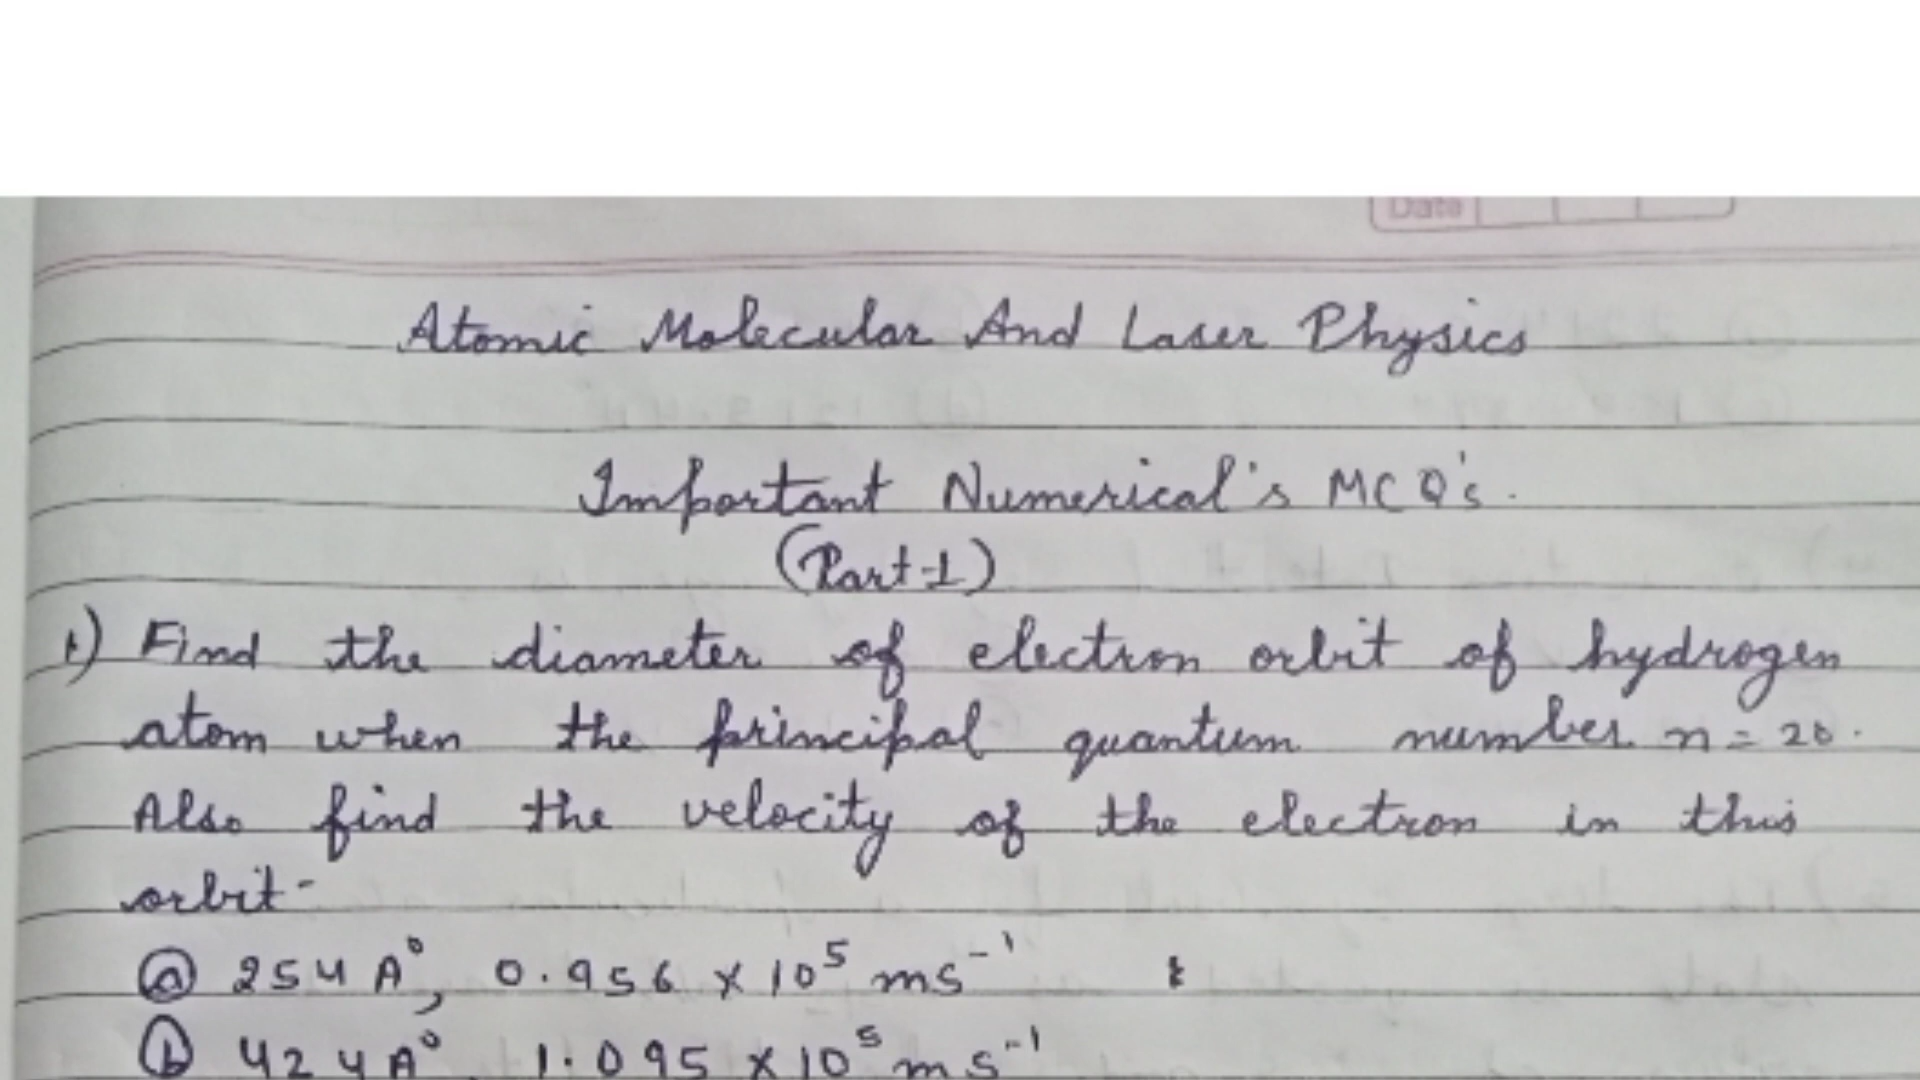 Date
Atomic Molecular And Laser Physics
Important Numerical's MCQ's.
(Part-1)
1) Find the diameter of electron orbit of hydrogen
atom when the principal quantum number n = 20.
Also find the velocity of the electron in this
orbit-
(a) 254 A°, 0.956 × 10⁵ ms⁻¹
(b) 424 A°, 1.095 × 10⁵ ms⁻¹